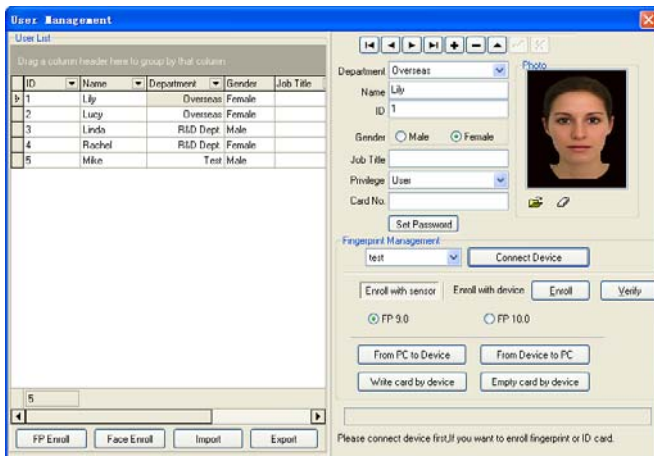 User Management
User List
Drag a column header here to group by that column
ID Name Department Gender Job Title
1 Lily Overseas Female
2 Lucy Overseas Female
3 Linda R&D Dept Male
4 Rachel R&D Dept Female
5 Mike Test Male
5
FP Enroll Face Enroll Import Export
Department Overseas
Name Lily
ID 1
Gender Male Female
Job Title
Privilege User
Card No.
Set Password
Photo
Fingerprint Management
test Connect Device
Enroll with sensor Enroll with device Enroll Verify
FP 9.0 FP 10.0
From PC to Device From Device to PC
Write card by device Empty card by device
Please connect device first,If you want to enroll fingerprint or ID card.